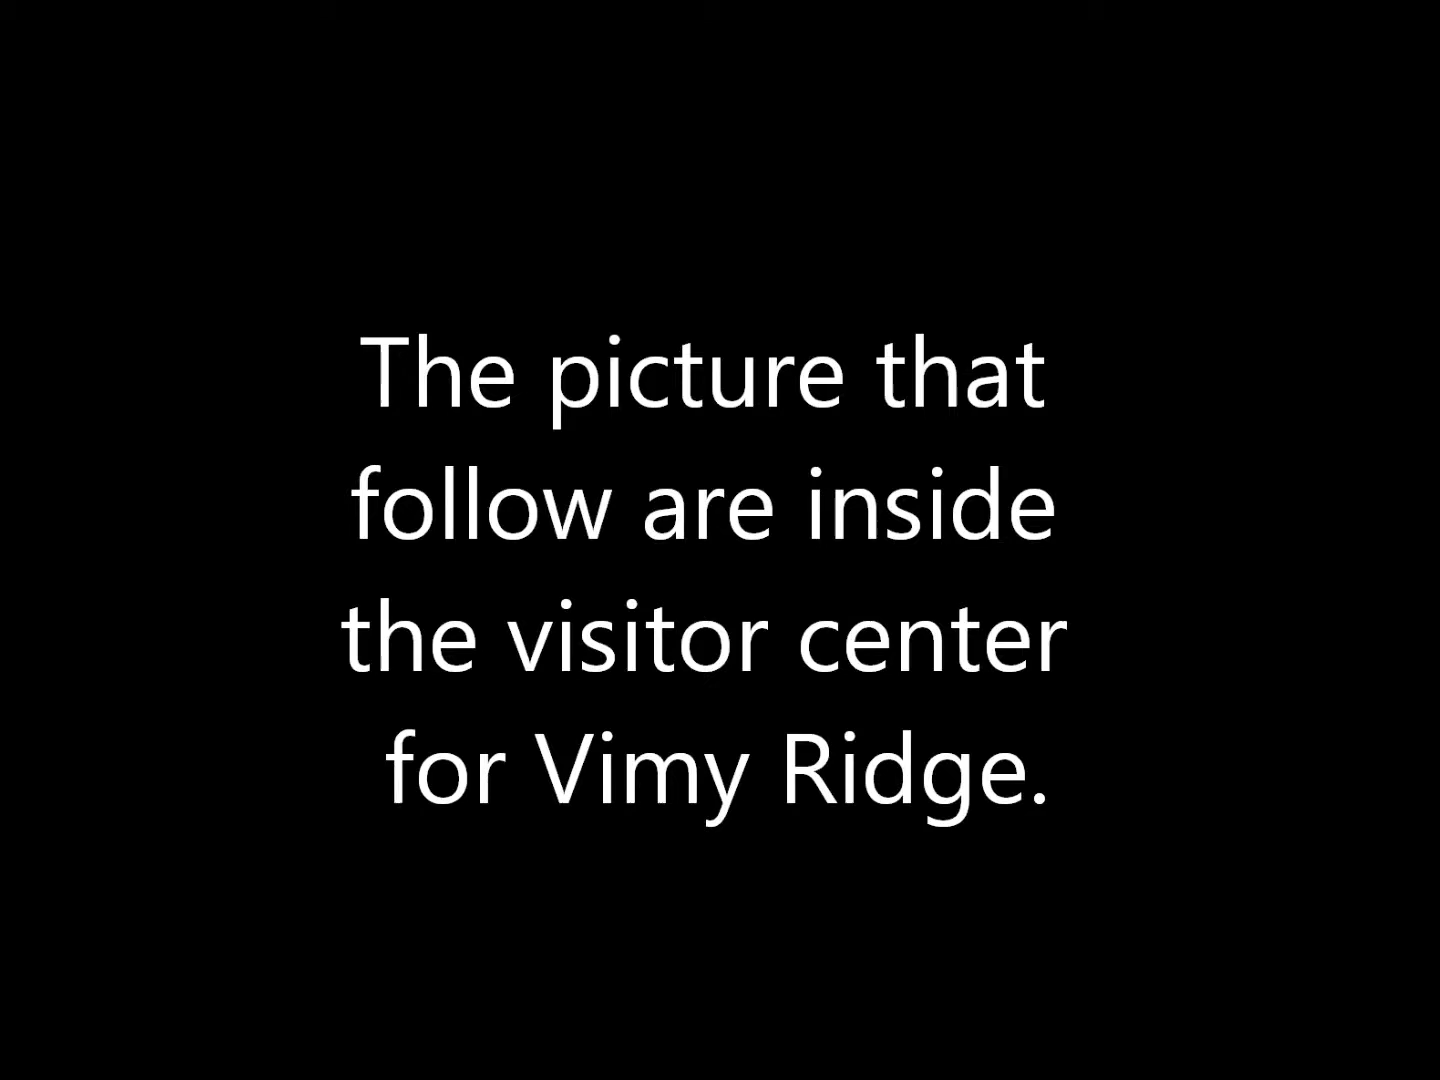 The picture that
follow are inside
the visitor center
for Vimy Ridge.